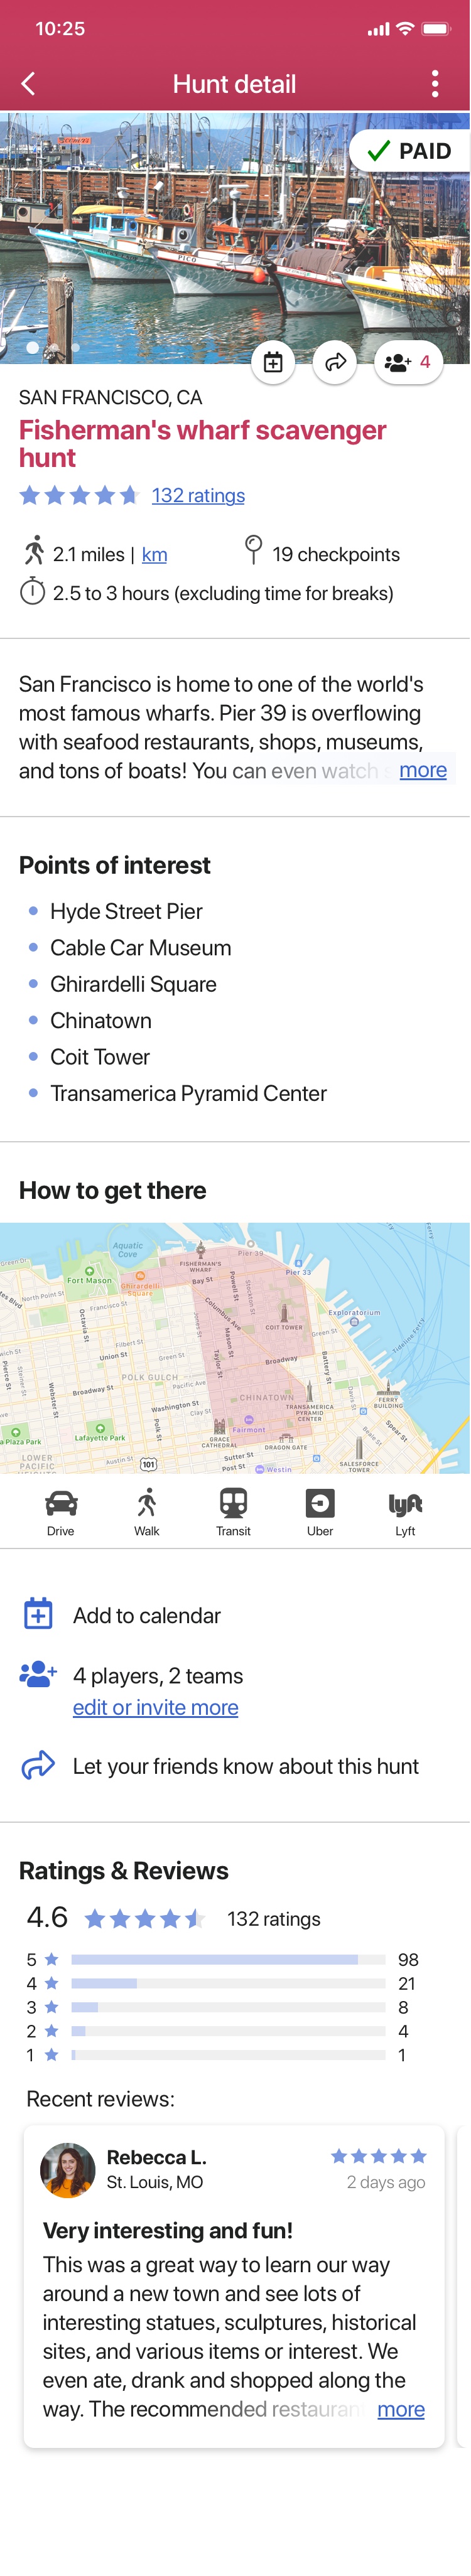 10:25
Hunt detail
PAID
PICO
4
SAN FRANCISCO, CA
Fisherman's wharf scavenger
hunt
132 ratings
2.1 miles | km
19 checkpoints
2.5 to 3 hours (excluding time for breaks)
San Francisco is home to one of the world's
most famous wharfs. Pier 39 is overflowing
with seafood restaurants, shops, museums,
and tons of boats! You can even watch s more
Points of interest
Hyde Street Pier
Cable Car Museum
Ghirardelli Square
Chinatown
Coit Tower
Transamerica Pyramid Center
How to get there
Aquatic
Cove
Pier 39
FISHERMAN'S
WHARF
Pier 33
Fort Mason
Ghirardelli
Square
Bay St
North Point St
Francisco St
Columbus Ave
Powell St
Stockton St
Exploratorium
Octavia St
COIT TOWER
Mason St
Green St
Filbert St
Union St
Green St
Taylor St
Broadway
Battery St
POLK GULCH
Pacific Ave
Broadway St
Webster St
Steiner St
Pierce St
CHINATOWN
Washington St
TRANSAMERICA
PYRAMID
CENTER
FERRY
BUILDING
Polk St
Fairmont
Davis St
Beale St
Spear St
a Plaza Park
Lafayette Park
GRACE
CATHEDRAL
DRAGON GATE
LOWER
PACIFIC
HEIGHTS
Austin St
101
Sutter St
Post St
Westin
SALESFORCE
TOWER
Ferry
Drive
Walk
Transit
Uber
lyft
Lyft
Add to calendar
4 players, 2 teams
edit or invite more
Let your friends know about this hunt
Ratings & Reviews
4.6
132 ratings
5 98
4 21
3 8
2 4
1 1
Recent reviews:
Rebecca L.
St. Louis, MO
2 days ago
Very interesting and fun!
This was a great way to learn our way
around a new town and see lots of
interesting statues, sculptures, historical
sites, and various items or interest. We
even ate, drank and shopped along the
way. The recommended restauran more